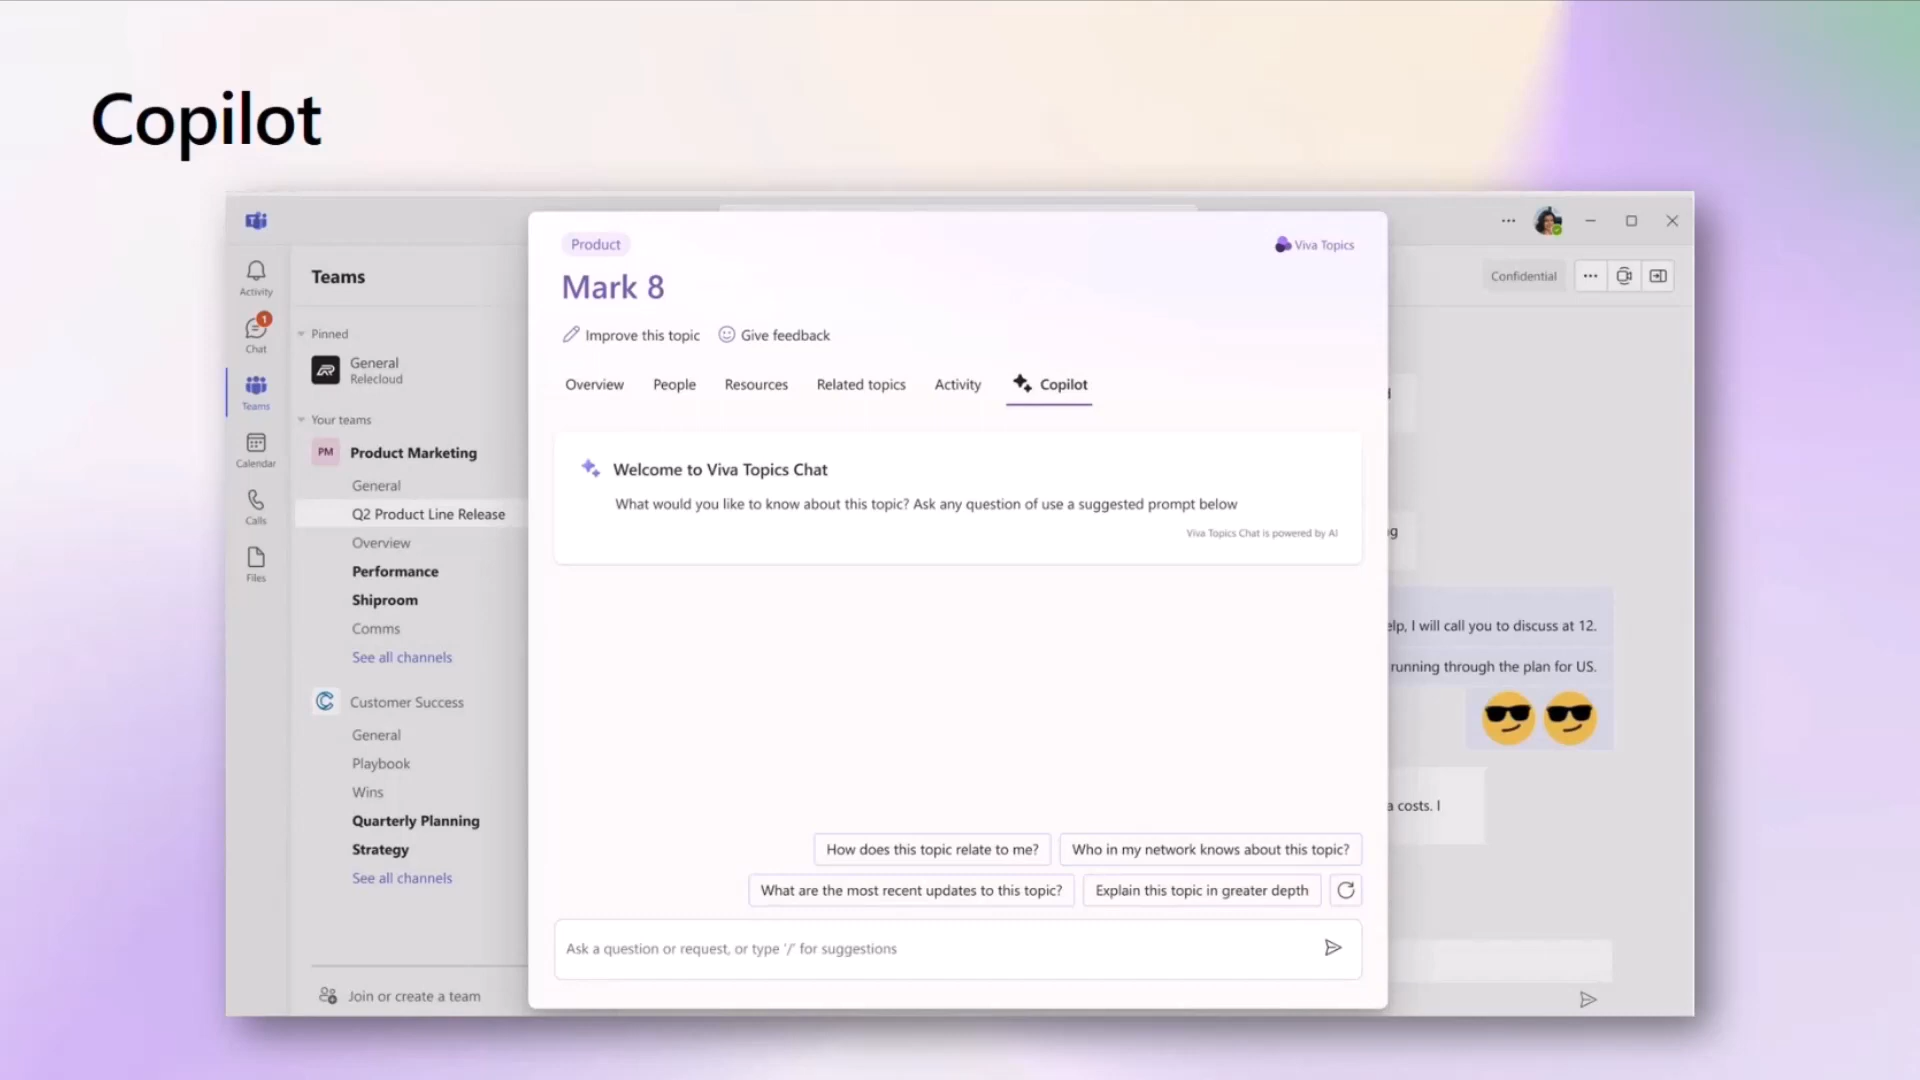 Copilot
Product
Viva Topics
Mark 8
Improve this topic
Give feedback
Overview
People
Resources
Related topics
Activity
Copilot
Welcome to Viva Topics Chat
What would you like to know about this topic? Ask any question of use a suggested prompt below
Viva Topics Chat is powered by AI
How does this topic relate to me?
Who in my network knows about this topic?
What are the most recent updates to this topic?
Explain this topic in greater depth
Ask a question or request, or type '/' for suggestions
Activity
1
Chat
Teams
Calendar
Calls
Files
Teams
Pinned
General
Relecloud
Your teams
PM
Product Marketing
General
Q2 Product Line Release
Overview
Performance
Shiproom
Comms
See all channels
Customer Success
General
Playbook
Wins
Quarterly Planning
Strategy
See all channels
Join or create a team
Confidential
I will call you to discuss at 12.
running through the plan for US.
costs. I